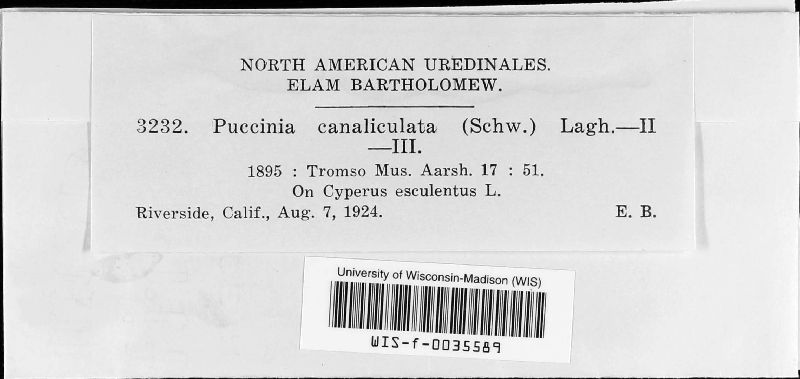 NORTH AMERICAN UREDINALES.
ELAM BARTHOLOMEW.
3232. Puccinia canaliculata (Schw.) Lagh.—II
—III.
1895 : Tromso Mus. Aarsh. 17 : 51.
On Cyperus esculentus L.
Riverside, Calif., Aug. 7, 1924. E. B.
University of Wisconsin-Madison (WIS)
WIS-f-0035589